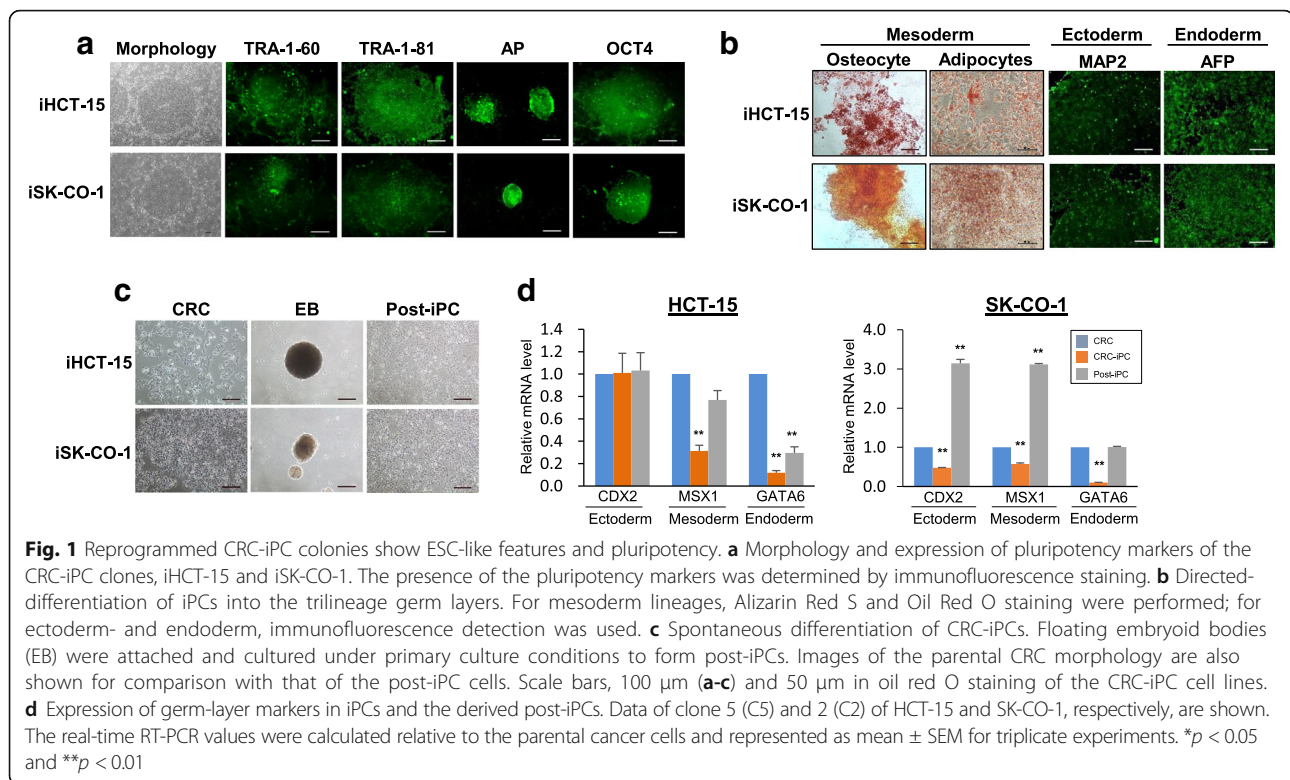 a
Morphology TRA-1-60 TRA-1-81 AP OCT4
iHCT-15
iSK-CO-1
b
Mesoderm Ectoderm Endoderm
Osteocyte Adipocytes MAP2 AFP
iHCT-15
iSK-CO-1
c
CRC EB Post-iPC
iHCT-15
iSK-CO-1
d
HCT-15
Relative mRNA level
1.4
1.2
1.0
0.8
0.6
0.4
0.2
0.0
** ** **
CDX2 MSX1 GATA6
Ectoderm Mesoderm Endoderm
SK-CO-1
Relative mRNA level
4.0
3.0
2.0
1.0
0.0
** ** ** ** **
CRC
CRC-iPC
Post-iPC
CDX2 MSX1 GATA6
Ectoderm Mesoderm Endoderm
Fig. 1 Reprogrammed CRC-iPC colonies show ESC-like features and pluripotency. a Morphology and expression of pluripotency markers of the
CRC-iPC clones, iHCT-15 and iSK-CO-1. The presence of the pluripotency markers was determined by immunofluorescence staining. b Directed-
differentiation of iPCs into the trilineage germ layers. For mesoderm lineages, Alizarin Red S and Oil Red O staining were performed; for
ectoderm- and endoderm, immunofluorescence detection was used. c Spontaneous differentiation of CRC-iPCs. Floating embryoid bodies
(EB) were attached and cultured under primary culture conditions to form post-iPCs. Images of the parental CRC morphology are also
shown for comparison with that of the post-iPC cells. Scale bars, 100 μm (a-c) and 50 μm in oil red O staining of the CRC-iPC cell lines.
d Expression of germ-layer markers in iPCs and the derived post-iPCs. Data of clone 5 (C5) and 2 (C2) of HCT-15 and SK-CO-1, respectively, are shown.
The real-time RT-PCR values were calculated relative to the parental cancer cells and represented as mean ± SEM for triplicate experiments. *p < 0.05
and **p < 0.01